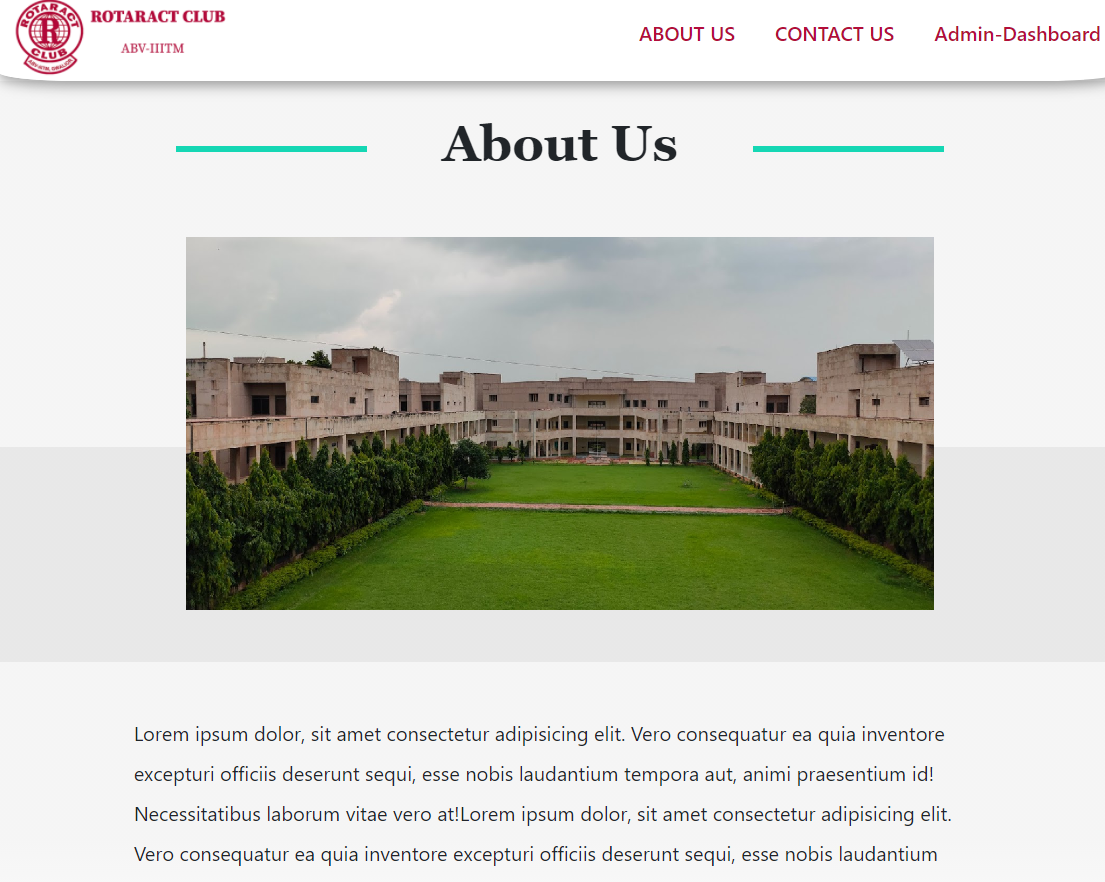 ROTARACT
R
CLUB
ROTARACT CLUB
ABV-IIITM
ABOUT US
CONTACT US
Admin-Dashboard
About Us
Lorem ipsum dolor, sit amet consectetur adipisicing elit. Vero consequatur ea quia inventore
excepturi officiis deserunt sequi, esse nobis laudantium tempora aut, animi praesentium id!
Necessitatibus laborum vitae vero at!Lorem ipsum dolor, sit amet consectetur adipisicing elit.
Vero consequatur ea quia inventore excepturi officiis deserunt sequi, esse nobis laudantium